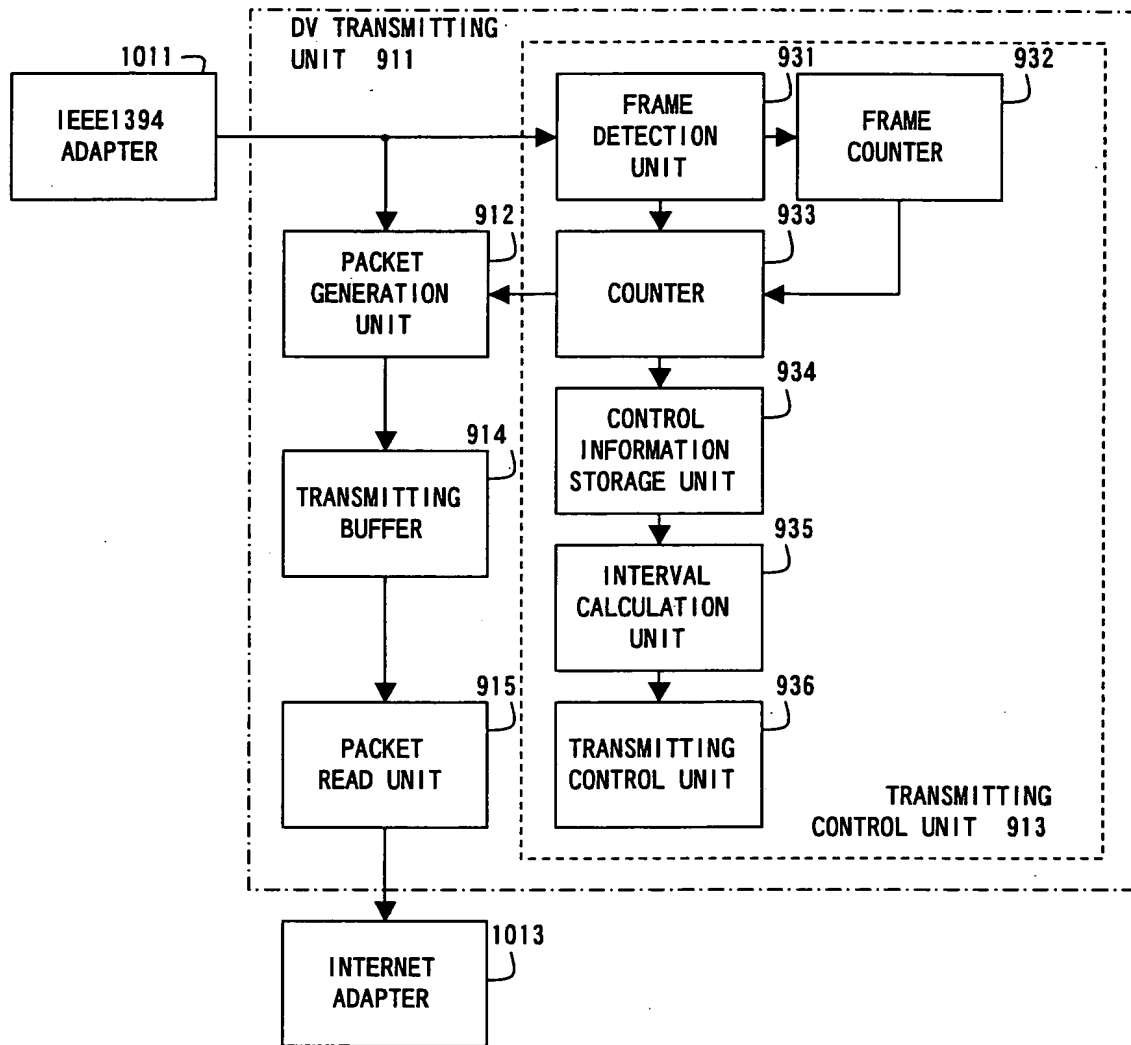 DV TRANSMITTING
UNIT 911
1011
IEEE1394
ADAPTER
931
FRAME
DETECTION
UNIT
932
FRAME
COUNTER
912
PACKET
GENERATION
UNIT
933
COUNTER
934
CONTROL
INFORMATION
STORAGE UNIT
914
TRANSMITTING
BUFFER
935
INTERVAL
CALCULATION
UNIT
915
PACKET
READ UNIT
936
TRANSMITTING
CONTROL UNIT
TRANSMITTING
CONTROL UNIT 913
1013
INTERNET
ADAPTER